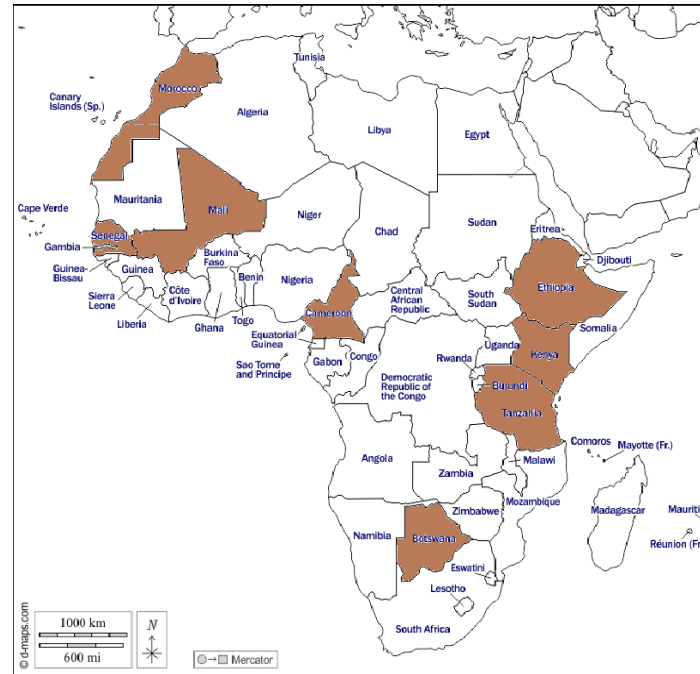 Tunisia
Morocco
Canary
Islands (Sp.)
Algeria
Libya
Egypt
Mauritania
Mali
Niger
Chad
Sudan
Eritrea
Cape Verde
Senegal
Gambia
Guinea-
Bissau
Guinea
Burkina
Faso
Benin
Nigeria
Djibouti
Ethiopia
Sierra
Leone
Côte
d'Ivoire
Liberia
Ghana
Togo
Cameroon
Central
African
Republic
South
Sudan
Somalia
Equatorial
Guinea
Sao Tome
and Principe
Gabon
Congo
Democratic
Republic of
the Congo
Rwanda
Uganda
Kenya
Burundi
Tanzania
Comoros
Mayotte (Fr.)
Angola
Zambia
Malawi
Mozambique
Madagascar
Mauriti
Réunion (Fr
Namibia
Botswana
Zimbabwe
Eswatini
Lesotho
South Africa
© d-maps.com
1000 km
600 mi
N
Mercator